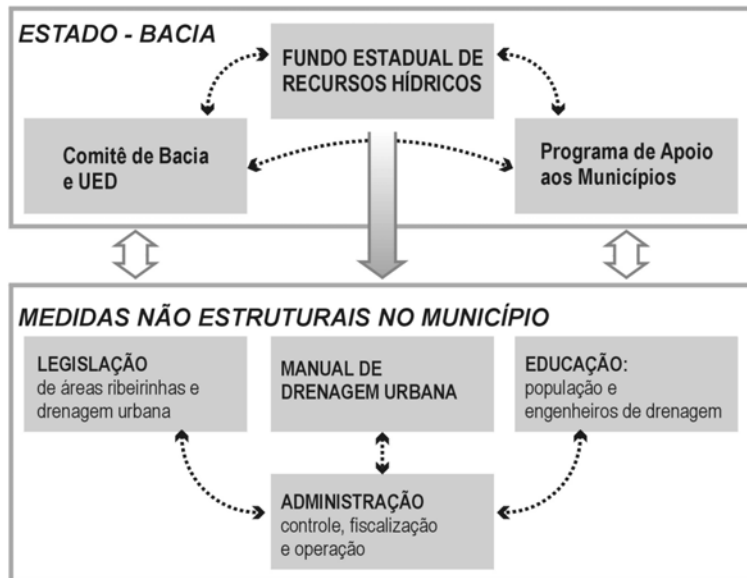 ESTADO - BACIA
FUNDO ESTADUAL DE
RECURSOS HÍDRICOS
Comitê de Bacia
e UED
Programa de Apoio
aos Municípios
MEDIDAS NÃO ESTRUTURAIS NO MUNICÍPIO
LEGISLAÇÃO
de áreas ribeirinhas e
drenagem urbana
MANUAL DE
DRENAGEM URBANA
EDUCAÇÃO:
população e
engenheiros de drenagem
ADMINISTRAÇÃO
controle, fiscalização
e operação